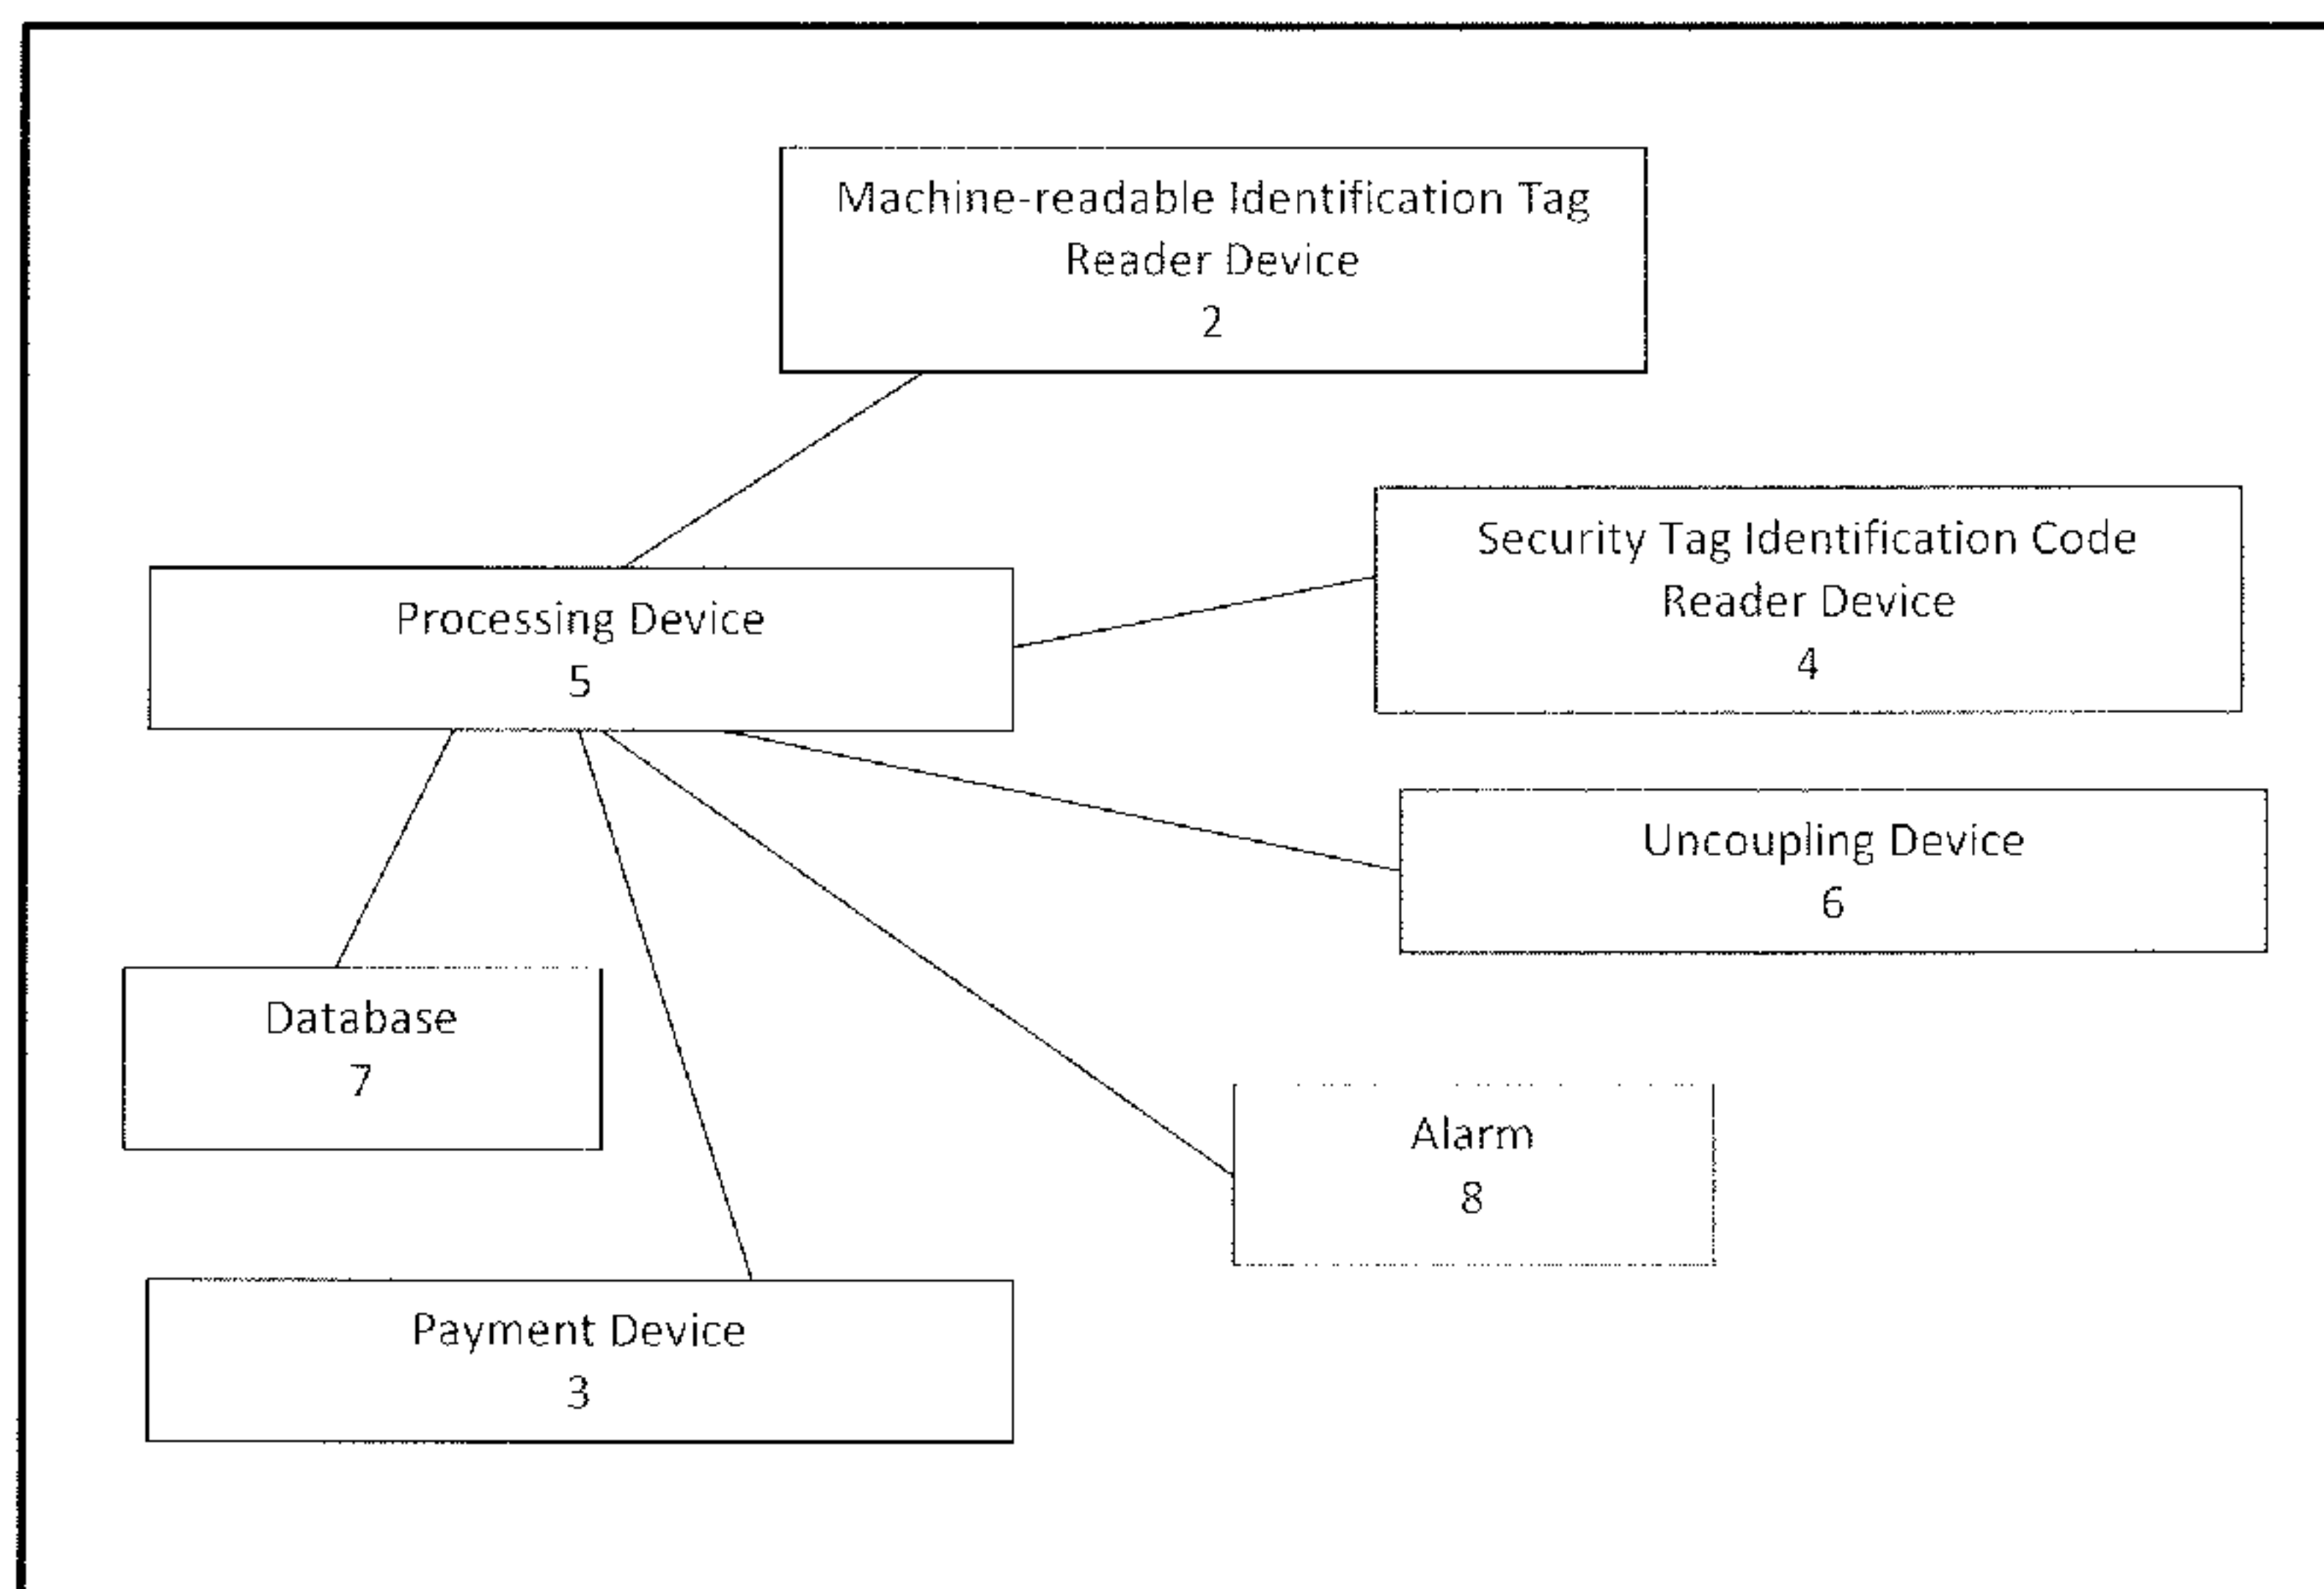 Machine-readable Identification Tag
Reader Device
2
Security Tag Identification Code
Reader Device
4
Processing Device
5
Uncoupling Device
6
Database
7
Alarm
8
Payment Device
3